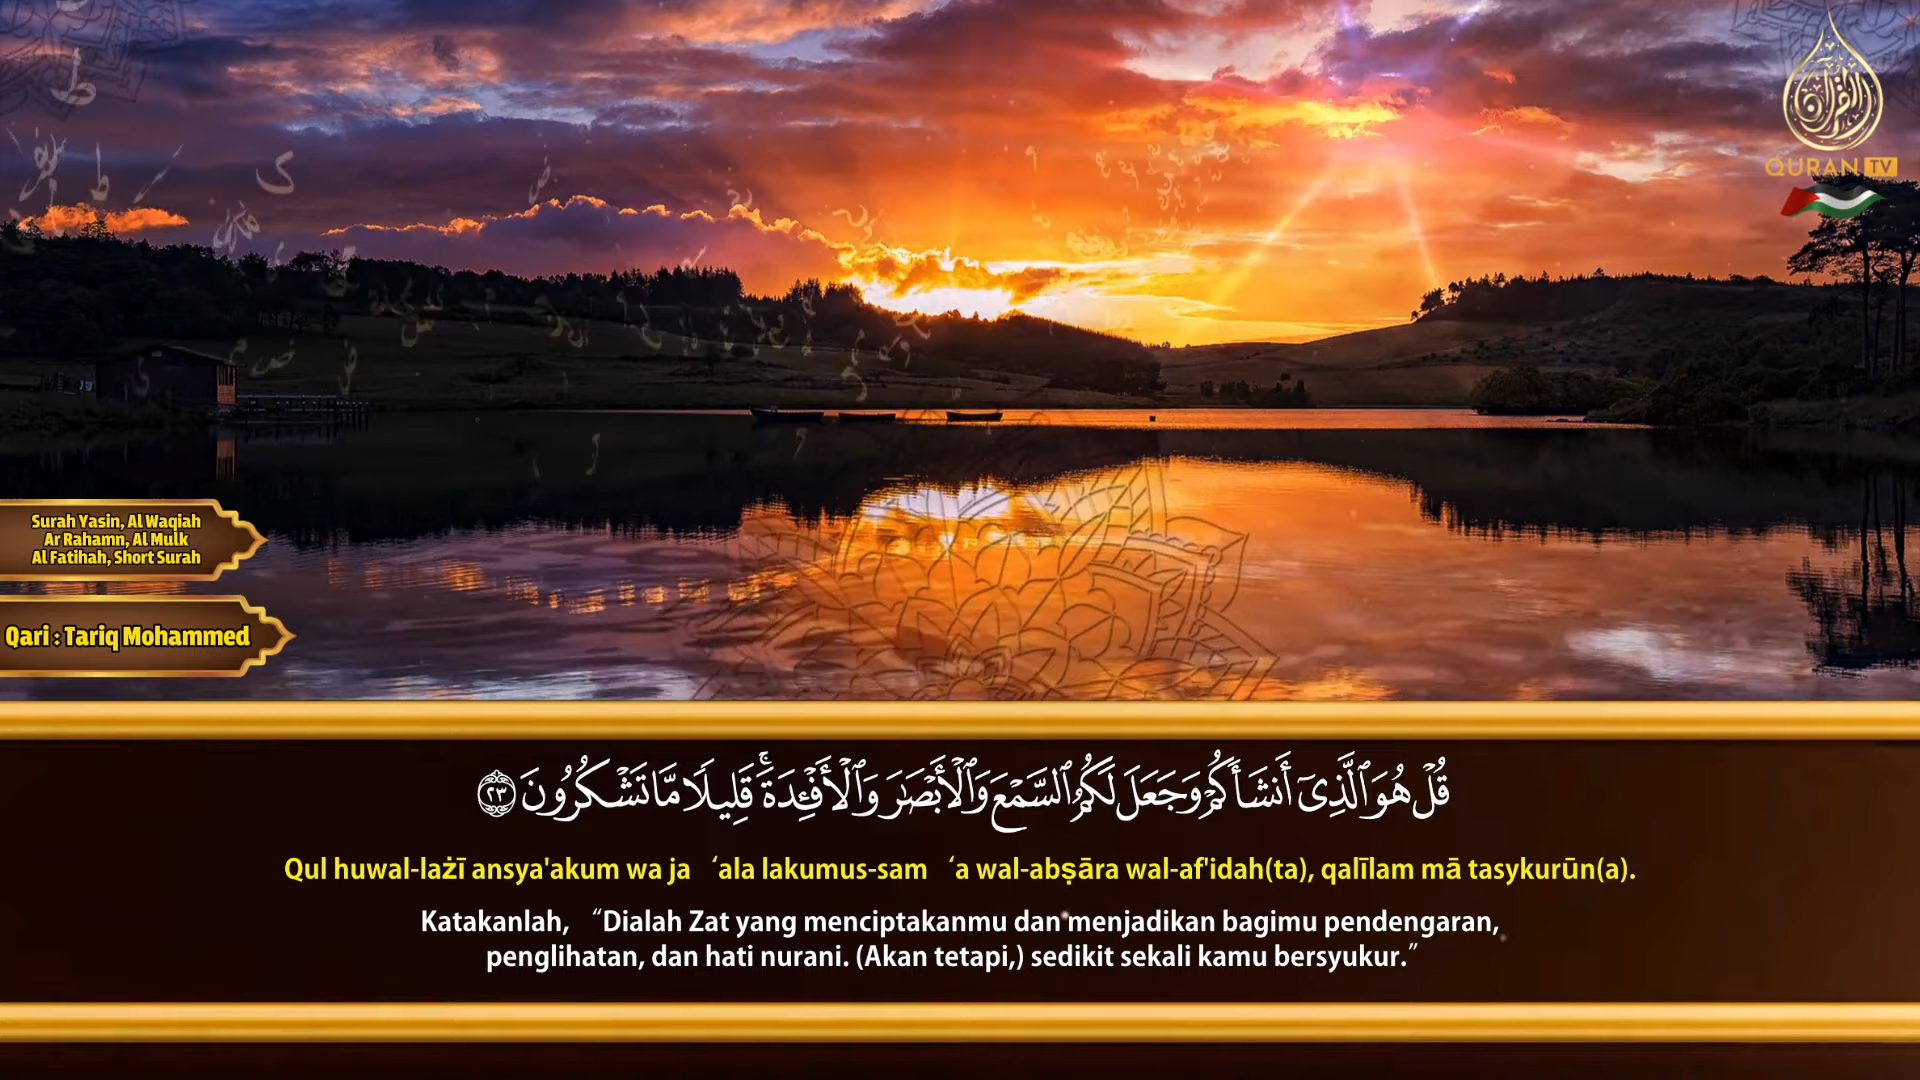 القرآن
QURAN TV
Surah Yasin, Al Waqiah
Ar Rahamn, Al Mulk
Al Fatihah, Short Surah
Qari : Tariq Mohammed
قُلْ هُوَ ٱلَّذِىٓ أَنشَأَكُمْ وَجَعَلَ لَكُمُ ٱلسَّمْعَ وَٱلْأَبْصَٰرَ وَٱلْأَفْـِٔدَةَ ۚ قَلِيلًا مَّا تَشْكُرُونَ ٢٣
Qul huwal-lażī ansya'akum wa ja ‘ala lakumus-sam ‘a wal-abṣāra wal-af'idah(ta), qalīlam mā tasykurūn(a).
Katakanlah, “Dialah Zat yang menciptakanmu dan menjadikan bagimu pendengaran,
penglihatan, dan hati nurani. (Akan tetapi,) sedikit sekali kamu bersyukur.”